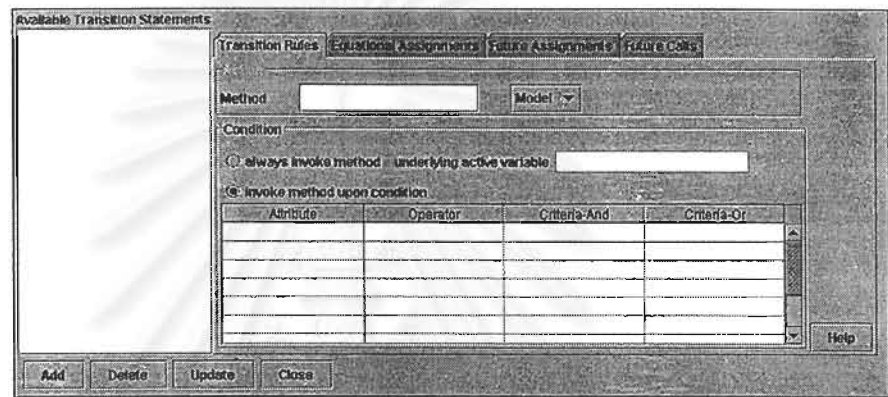 Available Transition Statements
Transition Rules Equational Assignments Future Assignments Future Calls
Method Model
Condition
always invoke method - underlying active variable
invoke method upon condition
Attribute Operator Criteria-And Criteria-Or
Help
Add Delete Update Close